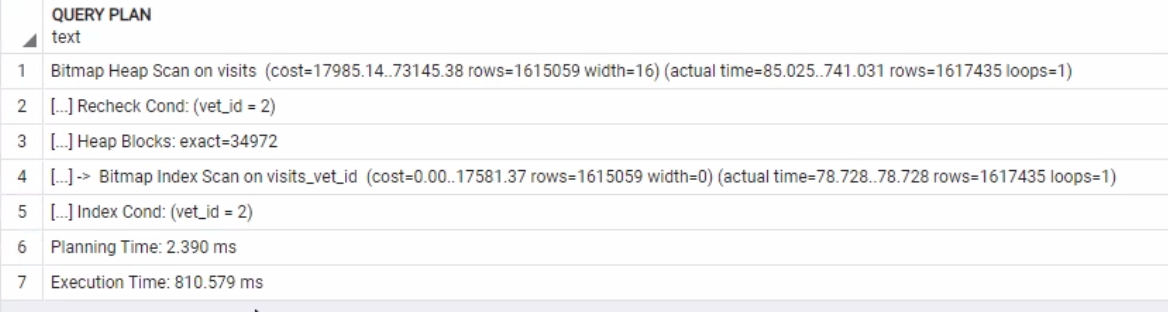 QUERY PLAN
text
1 Bitmap Heap Scan on visits (cost=17985.14..73145.38 rows=1615059 width=16) (actual time=85.025..741.031 rows=1617435 loops=1)
2 [...] Recheck Cond: (vet_id = 2)
3 [...] Heap Blocks: exact=34972
4 [...] -> Bitmap Index Scan on visits_vet_id (cost=0.00..17581.37 rows=1615059 width=0) (actual time=78.728..78.728 rows=1617435 loops=1)
5 [...] Index Cond: (vet_id = 2)
6 Planning Time: 2.390 ms
7 Execution Time: 810.579 ms